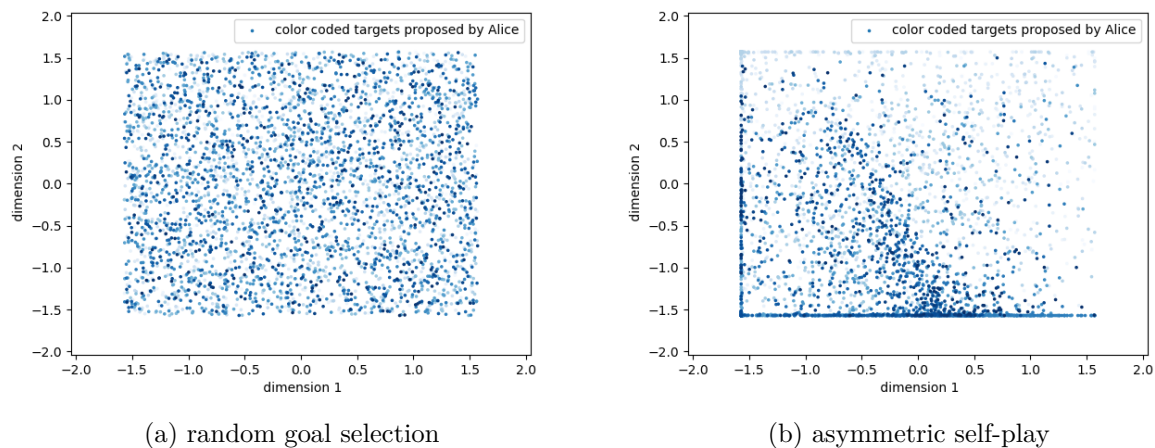 color coded targets proposed by Alice
2.0
1.5
1.0
0.5
0.0
−0.5
−1.0
−1.5
−2.0
dimension 2
−2.0 −1.5 −1.0 −0.5 0.0 0.5 1.0 1.5 2.0
dimension 1
(a) random goal selection
color coded targets proposed by Alice
2.0
1.5
1.0
0.5
0.0
−0.5
−1.0
−1.5
−2.0
dimension 2
−2.0 −1.5 −1.0 −0.5 0.0 0.5 1.0 1.5 2.0
dimension 1
(b) asymmetric self-play